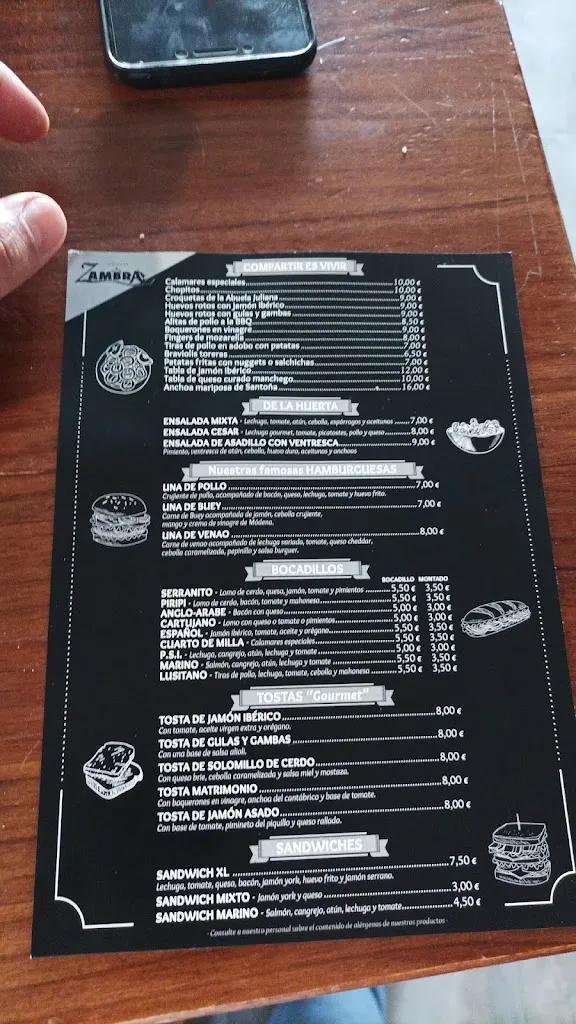 ZAMBRA
COMPARTIR ES VIVIR
Calamares especiales 10,00 €
Chopitos 10,00 €
Croquetas de la Abuela Juliana 9,00 €
Huevos rotos con jamón ibérico 9,00 €
Huevos rotos con gulas y gambas 9,00 €
Alitas de pollo a la BBQ 8,50 €
Boquerones en vinagre 9,00 €
Fingers de mozarella 8,00 €
Tiras de pollo en adobo con patatas 7,00 €
Braviolis toreras 6,50 €
Patatas fritas con nuggets o salchichas 7,00 €
Tabla de jamón ibérico 12,00 €
Tabla de queso curado manchego 10,00 €
Anchoa mariposa de Santoña 16,00 €
DE LA HUERTA
ENSALADA MIXTA - Lechuga, tomate, atún, cebolla, espárragos y aceitunas 7,00 €
ENSALADA CESAR - Lechuga gourmet, tomate, picatostes, pollo y queso 8,00 €
ENSALADA DE ASADILLO CON VENTRESCA 9,00 €
Pimiento, ventresca de atún, cebolla, huevo duro, aceitunas y anchoas
Nuestras famosas HAMBURGUESAS
UNA DE POLLO 7,00 €
Crujiente de pollo, acompañado de bacón, queso, lechuga, tomate y huevo frito.
UNA DE BUEY 7,00 €
Carne de Buey acompañada de jamón, cebolla crujiente,
mango y crema de vinagre de Módena.
UNA DE VENAO 8,00 €
Carne de venao acompañado de lechuga variada, tomate, queso cheddar,
cebolla caramelizada, pepinillo y salsa burguer.
BOCADILLOS
BOCADILLO MONTADO
SERRANITO - Lomo de cerdo, queso, jamón, tomate y pimientos 5,50 € 3,50 €
PIRIPI - Lomo de cerdo, bacón, tomate y mahonesa 5,50 € 3,50 €
ANGLO-ARABE - Bacón con queso 5,00 € 3,00 €
CARTUJANO - Lomo con queso o tomate o pimientos 5,00 € 3,00 €
ESPAÑOL - Jamón ibérico, tomate, aceite y orégano 5,50 € 3,50 €
CUARTO DE MILLA - Calamares especiales 5,50 € 3,50 €
P.S.I. - Lechuga, cangrejo, atún, lechuga y tomate 5,00 € 3,00 €
MARINO - Salmón, cangrejo, atún, lechuga y tomate 5,50 € 3,50 €
LUSITANO - Tiras de pollo, lechuga, tomate, cebolla y mahonesa 5,50 € 3,50 €
TOSTAS "Gourmet"
TOSTA DE JAMÓN IBÉRICO 8,00 €
Con tomate, aceite virgen extra y orégano.
TOSTA DE GULAS Y GAMBAS 8,00 €
Con una base de salsa alioli.
TOSTA DE SOLOMILLO DE CERDO 8,00 €
Con queso brie, cebolla caramelizada y salsa miel y mostaza.
TOSTA MATRIMONIO 8,00 €
Con boquerones en vinagre, anchoa del cantábrico y base de tomate.
TOSTA DE JAMÓN ASADO 8,00 €
Con base de tomate, pimineto del piquillo y queso rallado.
SANDWICHES
SANDWICH XL 7,50 €
Lechuga, tomate, queso, bacón, jamón york, huevo frito y jamón serrano.
SANDWICH MIXTO - Jamón york y queso 3,00 €
SANDWICH MARINO - Salmón, cangrejo, atún, lechuga y tomate 4,50 €
- Consulte a nuestro personal sobre el contenido de alérgenos de nuestros productos -